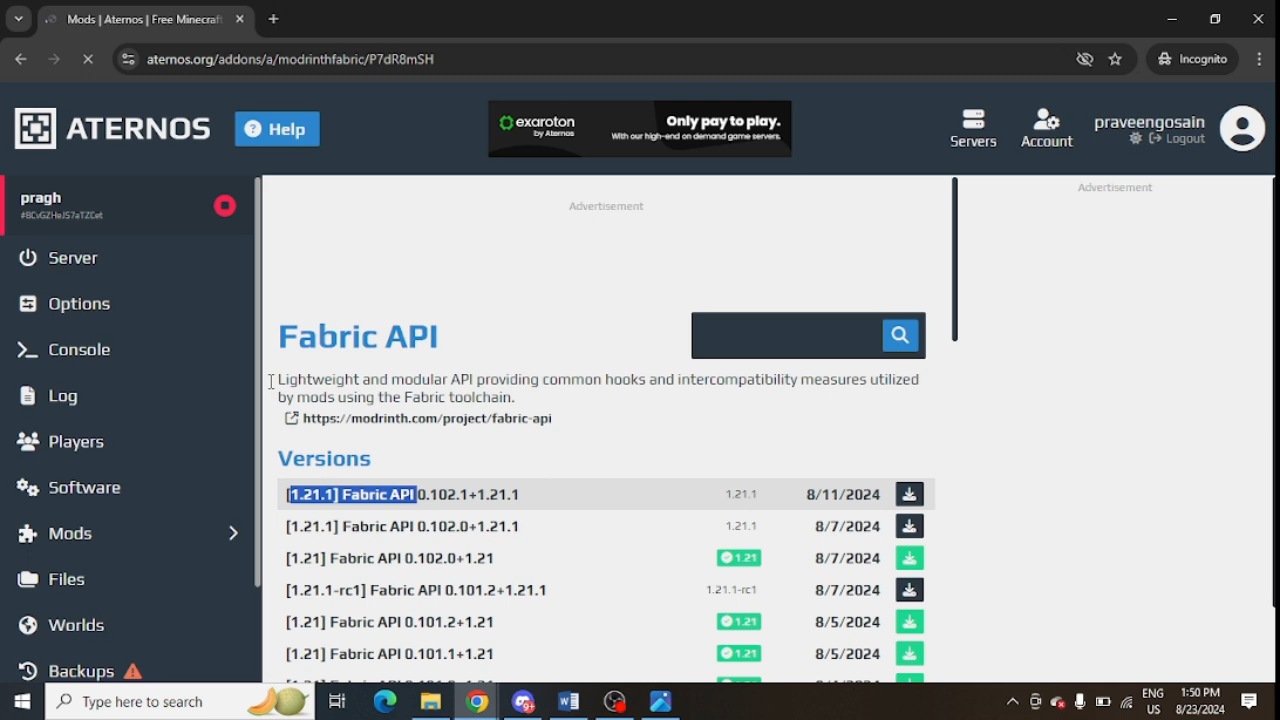 Mods | Aternos | Free Minecraft
aternos.org/addons/a/modrinthfabric/P7dR8mSH
Incognito
ATERNOS
? Help
exaroton
by Aternos
Only pay to play.
With our high-end on demand game servers.
Servers
Account
praveengosain
Logout
pragh
#8CvGZHeJS7aTZCet
Server
Options
Console
Log
Players
Software
Mods
Files
Worlds
Backups
Advertisement
Advertisement
Fabric API
Lightweight and modular API providing common hooks and intercompatibility measures utilized
by mods using the Fabric toolchain.
https://modrinth.com/project/fabric-api
Versions
[1.21.1] Fabric API 0.102.1+1.21.1 1.21.1 8/11/2024
[1.21.1] Fabric API 0.102.0+1.21.1 1.21.1 8/7/2024
[1.21] Fabric API 0.102.0+1.21 1.21 8/7/2024
[1.21.1-rc1] Fabric API 0.101.2+1.21.1 1.21.1-rc1 8/7/2024
[1.21] Fabric API 0.101.2+1.21 1.21 8/5/2024
[1.21] Fabric API 0.101.1+1.21 1.21 8/5/2024
Type here to search
9+
ENG
US
1:50 PM
8/23/2024